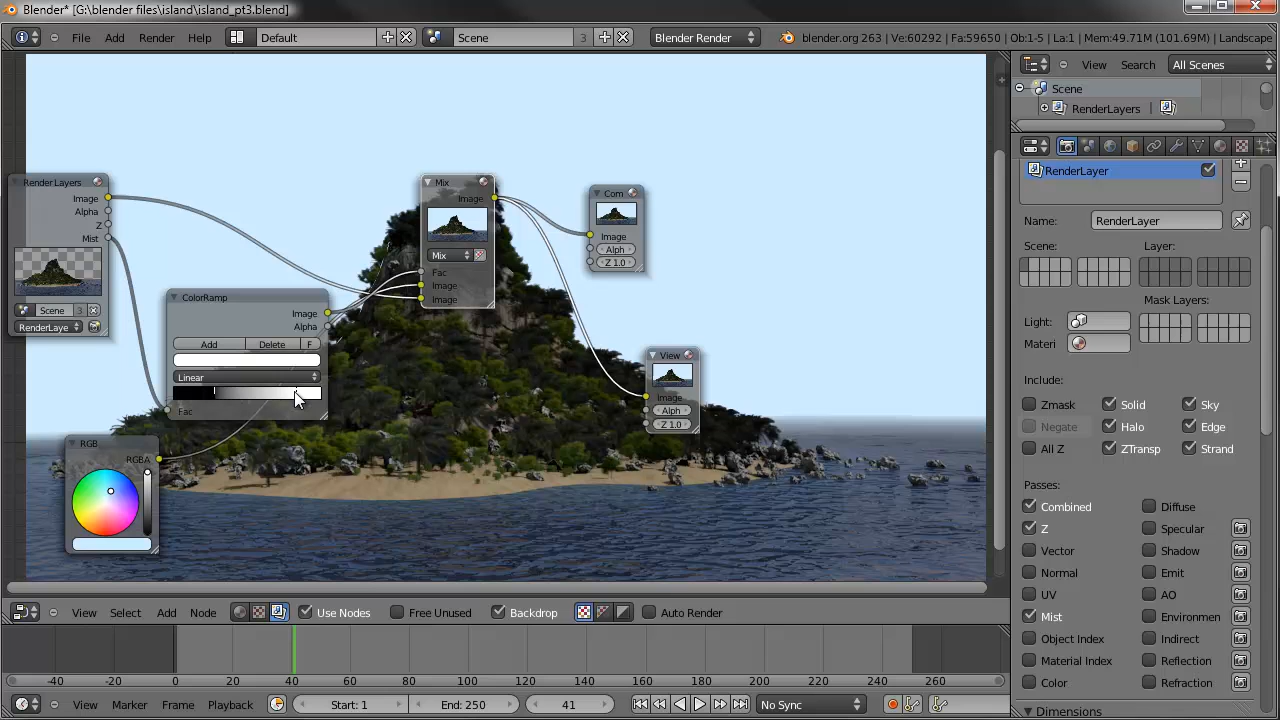 Blender* [G:\blender files\island\island_pt3.blend]
File Add Render Help Default Scene 3 Blender Render blender.org 263 | Ve:60292 | Fa:59650 | Ob:1-5 | La:1 | Mem:49.71M (101.69M) | Landscape
View Search All Scenes
Scene
RenderLayers |
RenderLayer
Name: RenderLayer
Scene: Layer:
Mask Layers:
Light:
Materi
Include:
Zmask Solid Sky
Negate Halo Edge
All Z ZTransp Strand
Passes:
Combined Diffuse
Z Specular
Vector Shadow
Normal Emit
UV AO
Mist Environmen
Object Index Indirect
Material Index Reflection
Color Refraction
Dimensions
RenderLayers
Image
Alpha
Z
Mist
Scene 3
RenderLaye
ColorRamp
Image
Alpha
Add Delete F
Linear
Fac
RGB
RGBA
Mix
Image
Mix
Fac
Image
Image
Com
Image
Alph
Z 1.0
View
Image
Alph
Z 1.0
View Select Add Node Use Nodes Free Unused Backdrop Auto Render
-40 -20 0 20 40 60 80 100 120 140 160 180 200 220 240 260
View Marker Frame Playback Start: 1 End: 250 41 No Sync